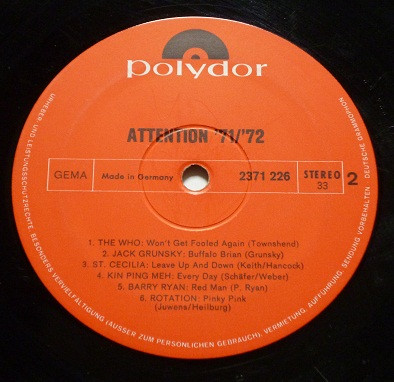 polydor
ATTENTION '71/'72
GEMA
Made in Germany
2371 226
STEREO
33
2
1. THE WHO: Won't Get Fooled Again (Townshend)
2. JACK GRUNSKY: Buffalo Brian (Grunsky)
3. ST. CECILIA: Leave Up And Down (Keith/Hancock)
4. KIN PING MEH: Every Day (Schäfer/Weber)
5. BARRY RYAN: Red Man (P. Ryan)
6. ROTATION: Pinky Pink
(Juwens/Heilburg)
URHEBER- UND LEISTUNGSSCHUTZRECHTE BESONDERS VERVIELFÄLTIGUNG (AUSSER ZUM PERSÖNLICHEN GEBRAUCH), VERMIETUNG, AUFFÜHRUNG, SENDUNG VORBEHALTEN
DEUTSCHE GRAMMOPHON